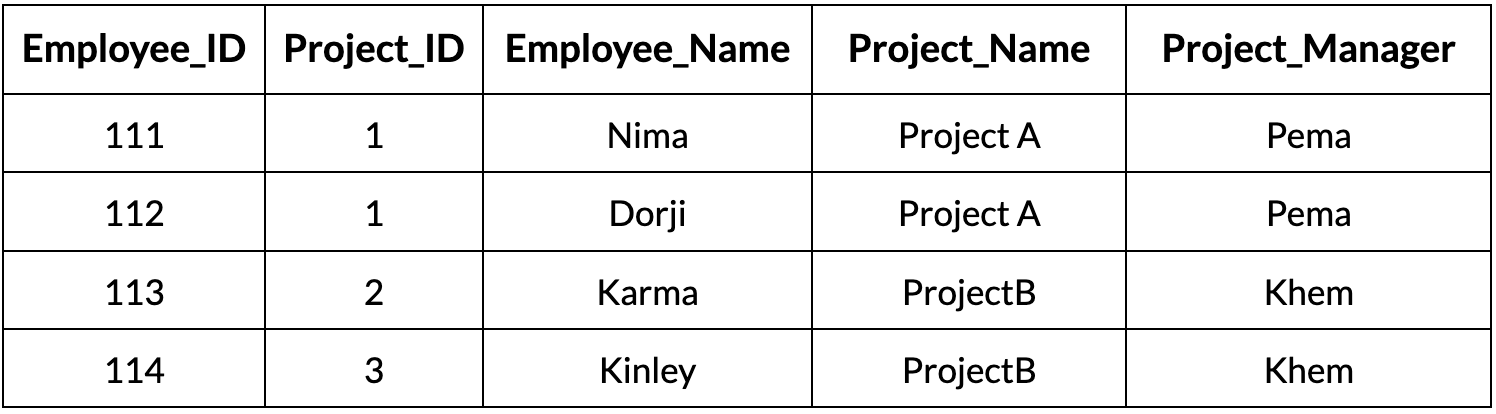 Employee_ID Project_ID Employee_Name Project_Name Project_Manager
111 1 Nima Project A Pema
112 1 Dorji Project A Pema
113 2 Karma ProjectB Khem
114 3 Kinley ProjectB Khem